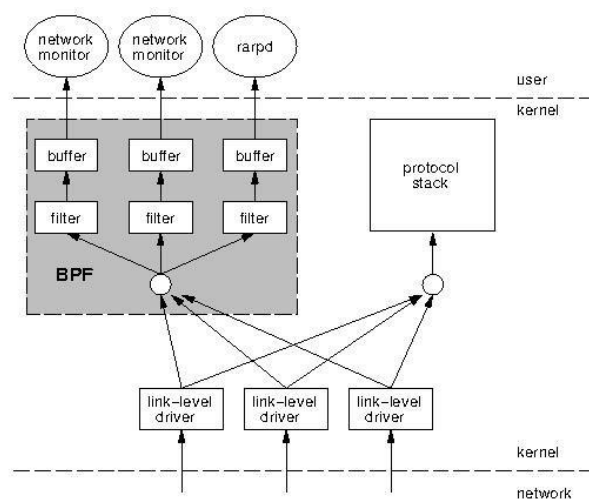 network
monitor
network
monitor
rarpd
user
kernel
buffer
buffer
buffer
protocol
stack
filter
filter
filter
BPF
link-level
driver
link-level
driver
link-level
driver
kernel
network